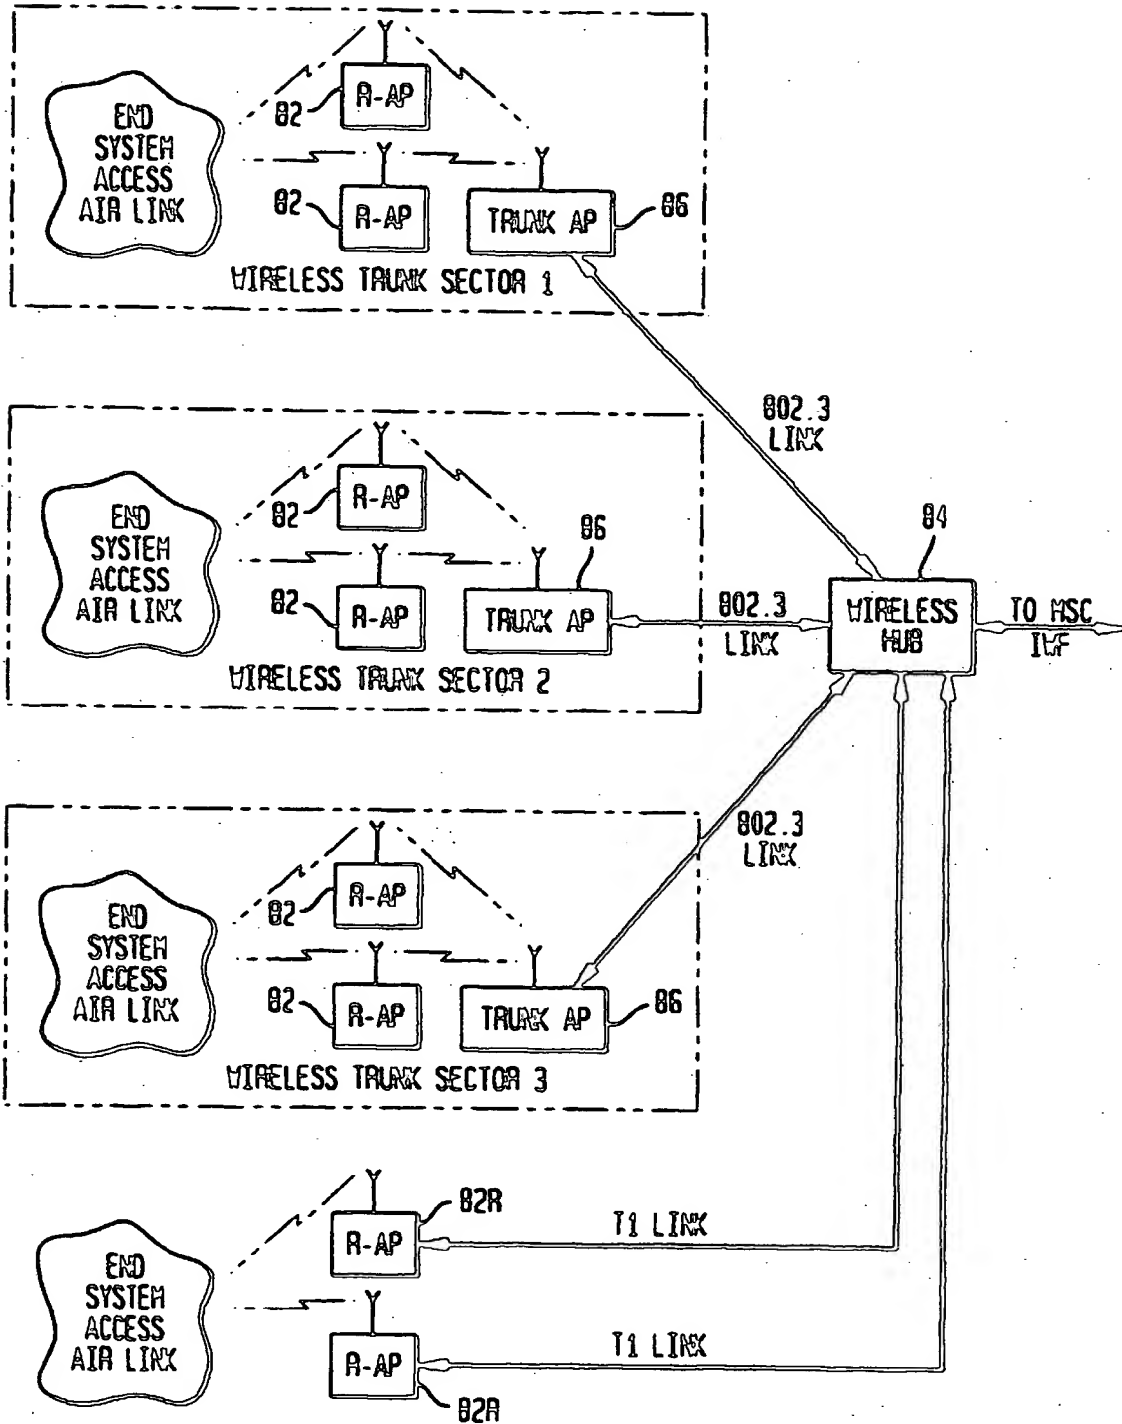 END
SYSTEM
ACCESS
AIR LINK
82
R-AP
82
R-AP
TRUNK AP
86
WIRELESS TRUNK SECTOR 1
802.3
LINK
END
SYSTEM
ACCESS
AIR LINK
82
R-AP
82
R-AP
86
TRUNK AP
WIRELESS TRUNK SECTOR 2
802.3
LINK
84
WIRELESS
HUB
TO MSC
IWF
802.3
LINK
END
SYSTEM
ACCESS
AIR LINK
82
R-AP
82
R-AP
TRUNK AP
86
WIRELESS TRUNK SECTOR 3
END
SYSTEM
ACCESS
AIR LINK
82R
R-AP
T1 LINK
R-AP
82R
T1 LINK